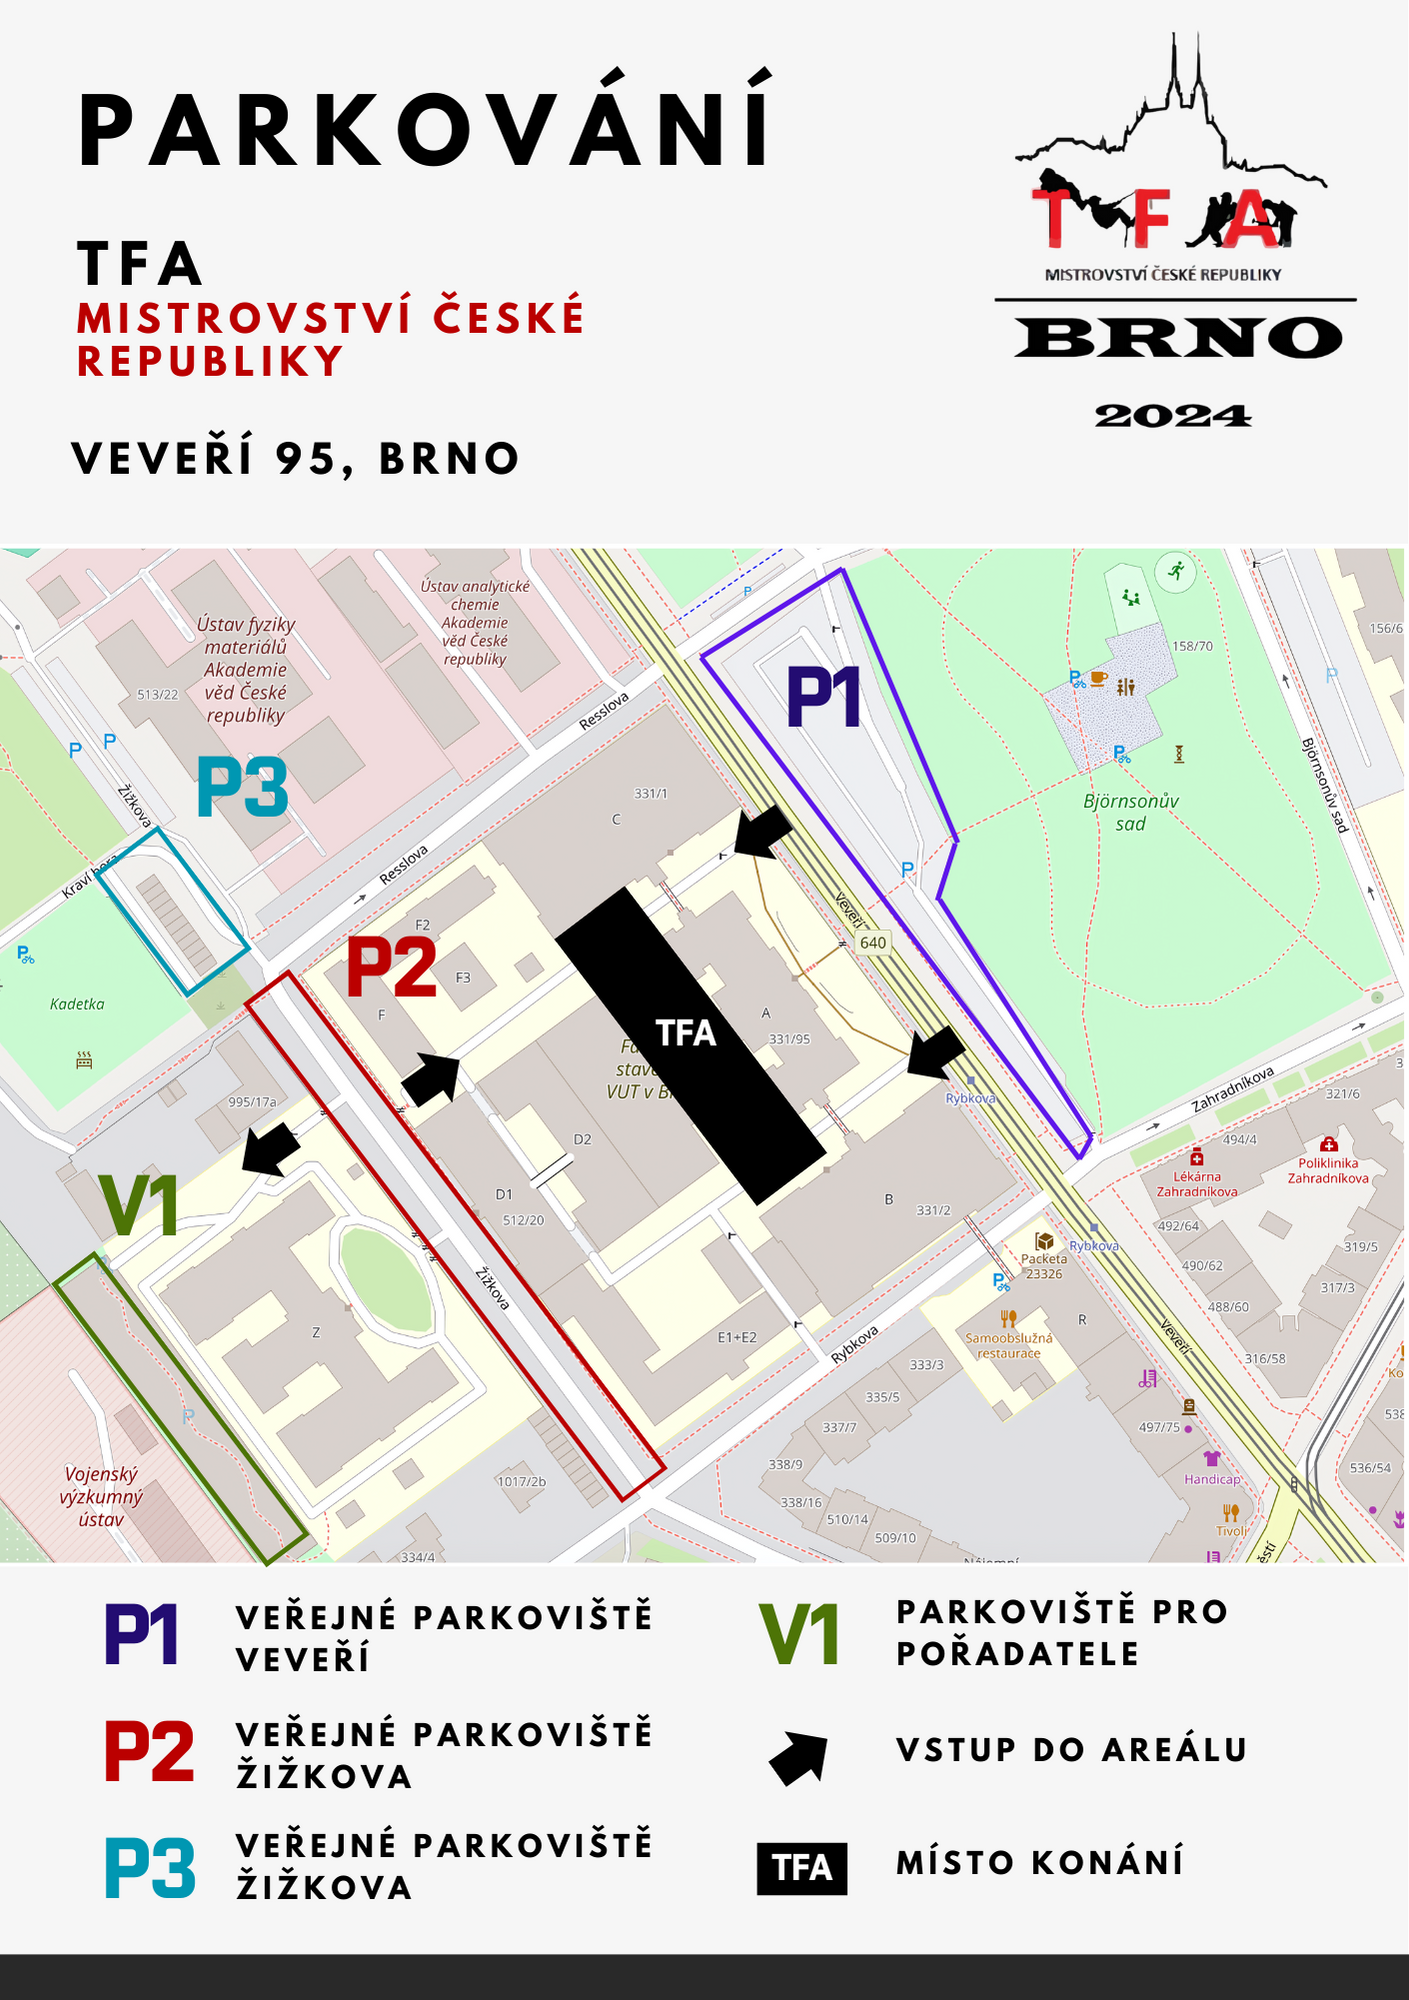 PARKOVÁNÍ
TFA
MISTROVSTVÍ ČESKÉ
REPUBLIKY
VEVEŘÍ 95, BRNO
T F A
MISTROVSTVÍ ČESKÉ REPUBLIKY
BRNO
2024
Ústav analytické
chemie
Akademie
věd České
republiky
Ústav fyziky
materiálů
Akademie
věd České
republiky
513/22
P
P
P
Žižkova
P3
Resslova
P1
158/70
156/6
P
P
P
Björnsonův
sad
Björnsonův sad
331/1
C
Kraví hora
Resslova
P
Veveří
640
P
F2
P2
F3
F
Kadetka
A
331/95
TFA
VUT v
995/17a
D2
Rybkova
Zahradníkova
321/6
494/4
Lékárna
Zahradníkova
Poliklinika
Zahradníkova
V1
D1
512/20
B
331/2
492/64
Rybkova
Packeta
23326
P
490/62
319/5
317/3
488/60
Žižkova
Z
E1+E2
Rybkova
Samoobslužná
restaurace
R
Veveří
316/58
333/3
335/5
337/7
P
497/75
338/9
536/54
Vojenský
výzkumný
ústav
1017/2b
338/16
510/14
509/10
Handicap
Tivoli
334/4
P1
VEŘEJNÉ PARKOVIŠTĚ
VEVEŘÍ
P2
VEŘEJNÉ PARKOVIŠTĚ
ŽIŽKOVA
P3
VEŘEJNÉ PARKOVIŠTĚ
ŽIŽKOVA
V1
PARKOVIŠTĚ PRO
POŘADATELE
VSTUP DO AREÁLU
TFA
MÍSTO KONÁNÍ